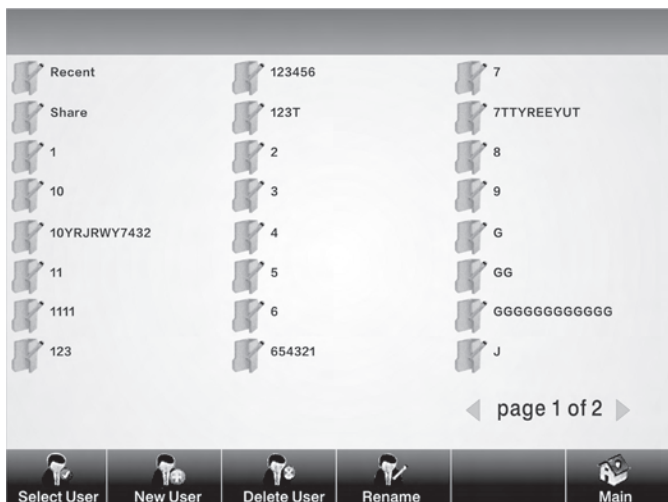 Recent
Share
1
10
10YRJRWY7432
11
1111
123
123456
123T
2
3
4
5
6
654321
7
7TTYREEYUT
8
9
G
GG
GGGGGGGGGGGG
J
page 1 of 2
Select User
New User
Delete User
Rename
Main